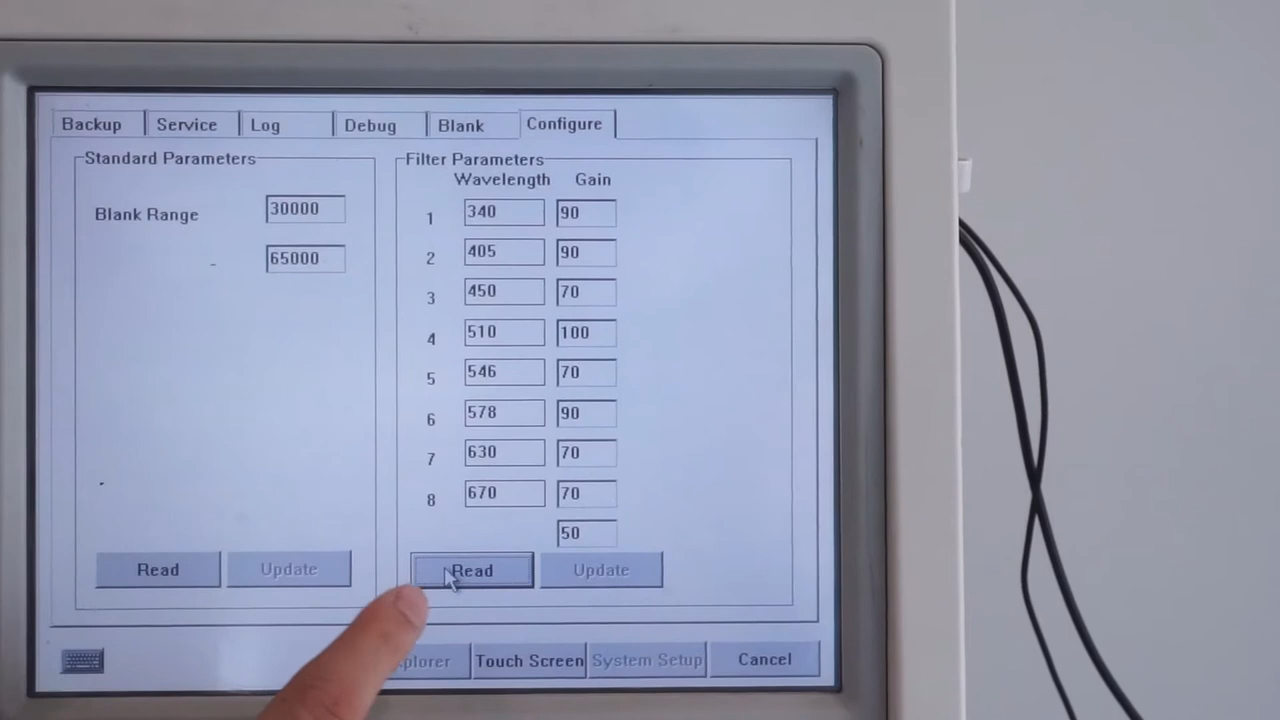 Backup Service Log Debug Blank Configure
Standard Parameters
Blank Range 30000
- 65000
Read Update
Filter Parameters
Wavelength Gain
1 340 90
2 405 90
3 450 70
4 510 100
5 546 70
6 578 90
7 630 70
8 670 70
50
Read Update
Touch Screen System Setup Cancel